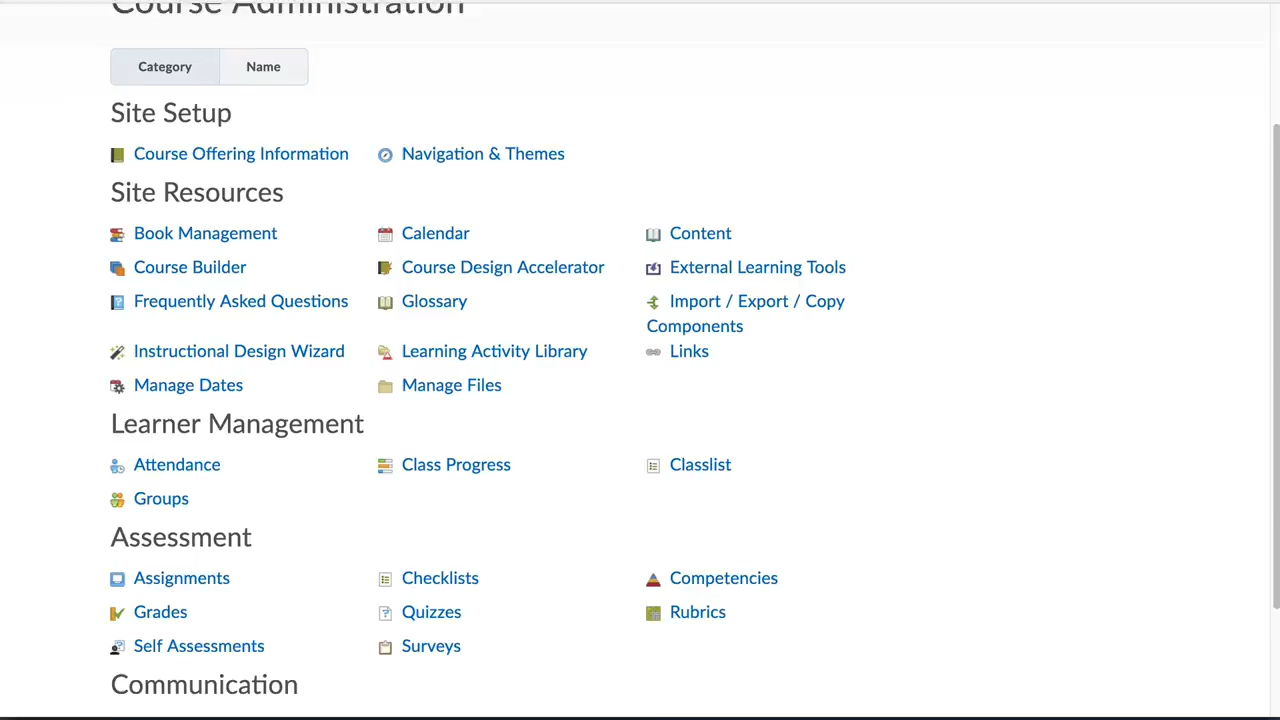 Course Administration
Category Name
Site Setup
Course Offering Information Navigation & Themes
Site Resources
Book Management Calendar Content
Course Builder Course Design Accelerator External Learning Tools
Frequently Asked Questions Glossary Import / Export / Copy
Components
Instructional Design Wizard Learning Activity Library Links
Manage Dates Manage Files
Learner Management
Attendance Class Progress Classlist
Groups
Assessment
Assignments Checklists Competencies
Grades Quizzes Rubrics
Self Assessments Surveys
Communication